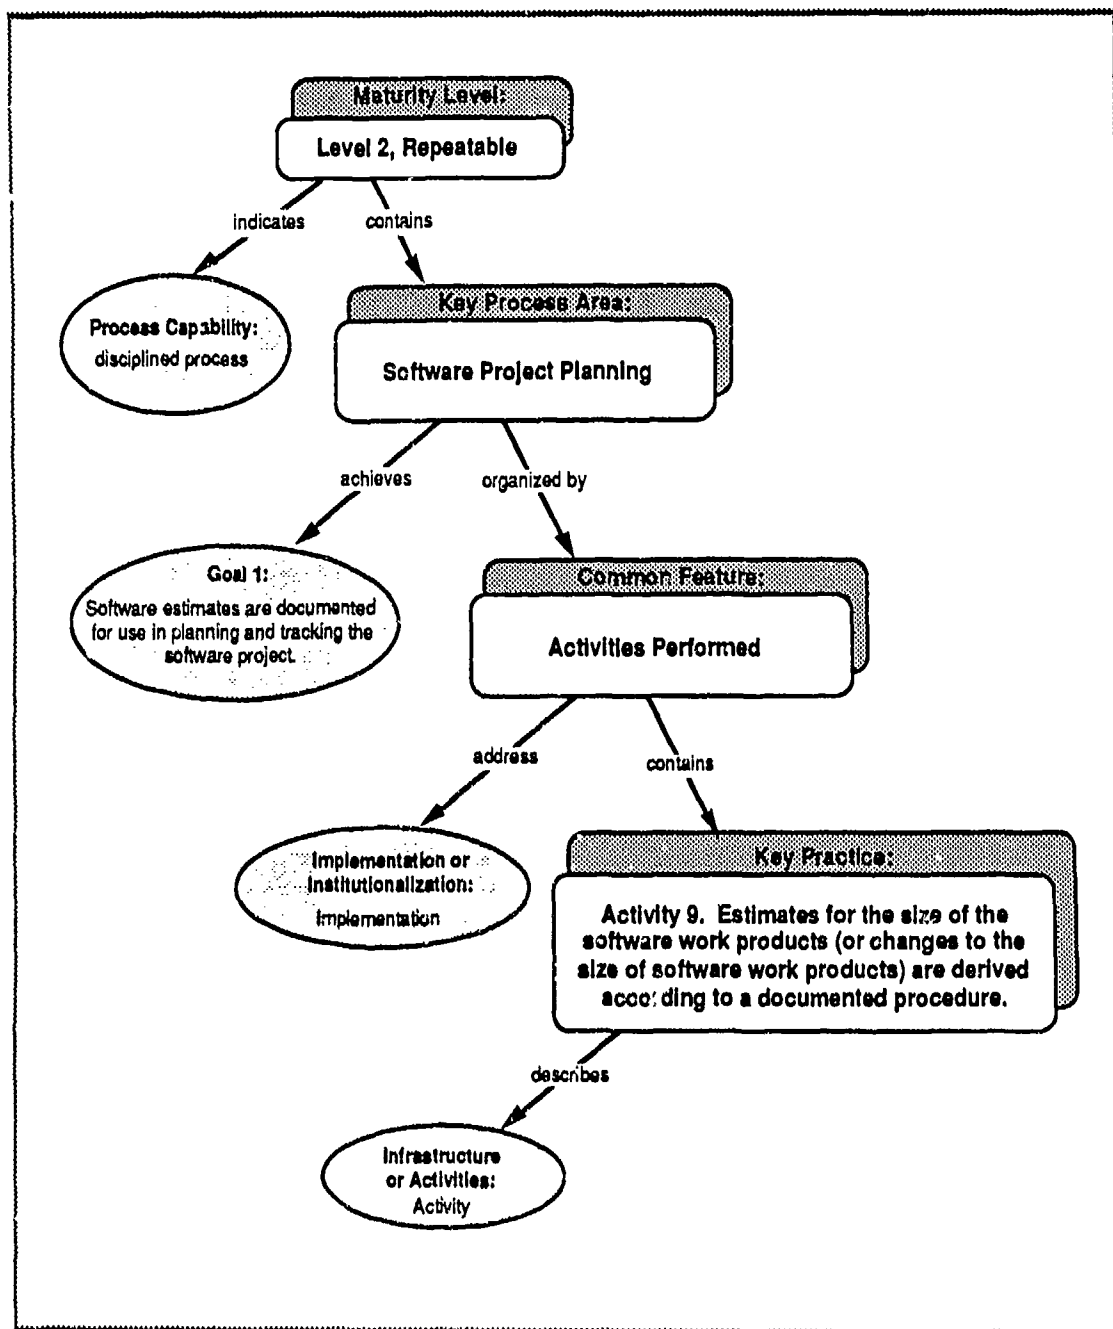 Maturity Level:
Level 2, Repeatable
indicates
contains
Process Capability:
disciplined process
Key Process Area:
Software Project Planning
achieves
organized by
Goal 1:
Software estimates are documented
for use in planning and tracking the
software project.
Common Feature:
Activities Performed
address
contains
Implementation or
Institutionalization:
Implementation
Key Practice:
Activity 9. Estimates for the size of the
software work products (or changes to the
size of software work products) are derived
according to a documented procedure.
describes
Infrastructure
or Activities:
Activity